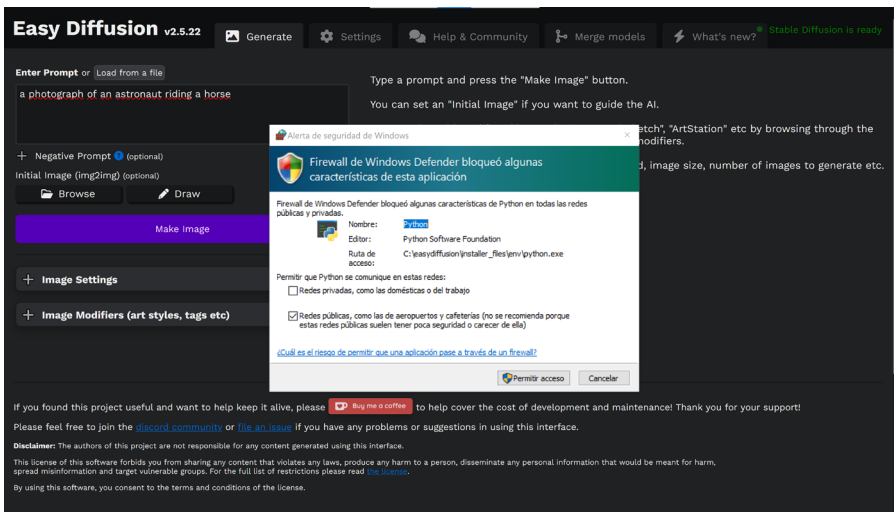 Easy Diffusion v2.5.22
Generate
Settings
Help & Community
Merge models
What's new?
Stable Diffusion is ready
Enter Prompt or Load from a file
a photograph of an astronaut riding a horse
+ Negative Prompt ? (optional)
Initial Image (img2img) (optional)
Browse
Draw
Make Image
+ Image Settings
+ Image Modifiers (art styles, tags etc)
Type a prompt and press the "Make Image" button.
You can set an "Initial Image" if you want to guide the AI.
etch", "ArtStation" etc by browsing through the
modifiers.
d, image size, number of images to generate etc.
Alerta de seguridad de Windows
Firewall de Windows Defender bloqueó algunas
características de esta aplicación
Firewall de Windows Defender bloqueó algunas características de Python en todas las redes
públicas y privadas.
Nombre: Python
Editor: Python Software Foundation
Ruta de acceso: C:\easydiffusion\installer_files\env\python.exe
Permitir que Python se comunique en estas redes:
Redes privadas, como las domésticas o del trabajo
Redes públicas, como las de aeropuertos y cafeterías (no se recomienda porque
estas redes públicas suelen tener poca seguridad o carecer de ella)
¿Cuál es el riesgo de permitir que una aplicación pase a través de un firewall?
Permitir acceso
Cancelar
If you found this project useful and want to help keep it alive, please Buy me a coffee to help cover the cost of development and maintenance! Thank you for your support!
Please feel free to join the discord community or file an issue if you have any problems or suggestions in using this interface.
Disclaimer: The authors of this project are not responsible for any content generated using this interface.
This license of this software forbids you from sharing any content that violates any laws, produce any harm to a person, disseminate any personal information that would be meant for harm,
spread misinformation and target vulnerable groups. For the full list of restrictions please read the license.
By using this software, you consent to the terms and conditions of the license.